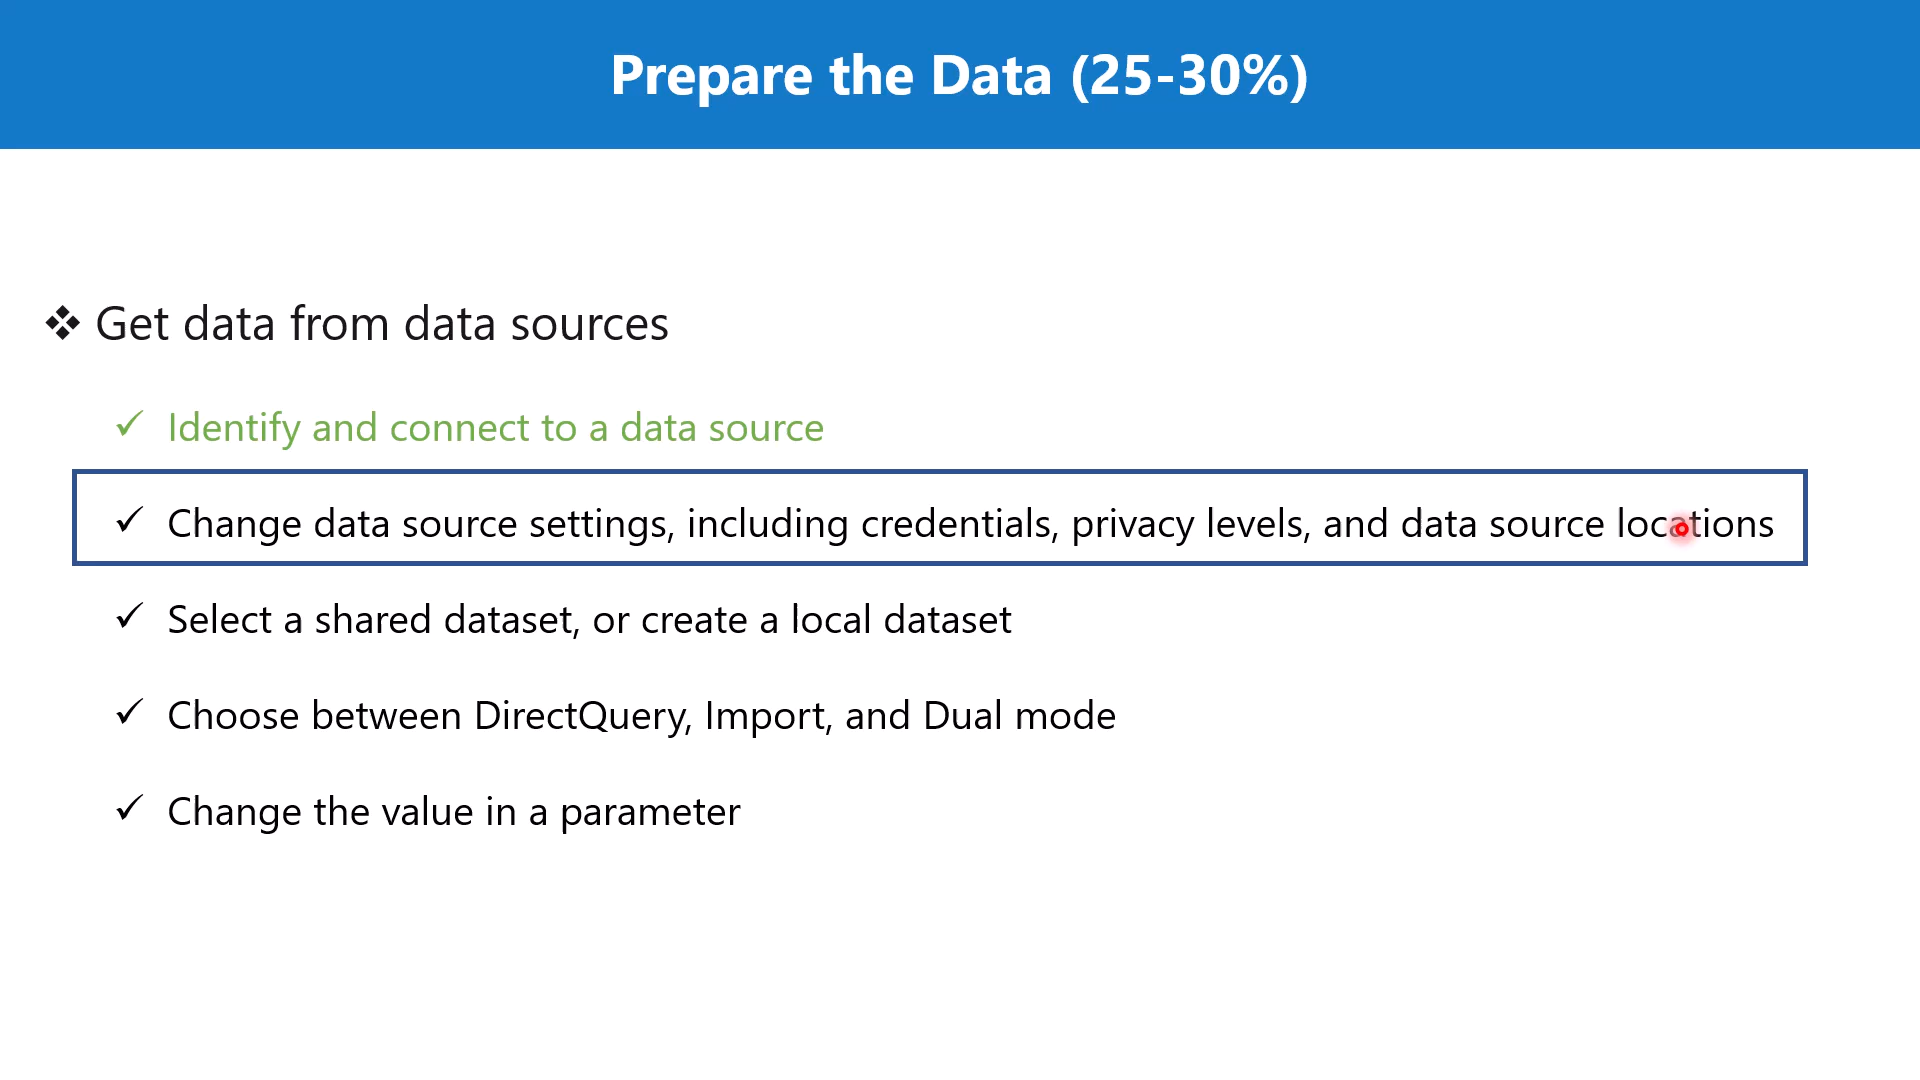 Prepare the Data (25-30%)
❖ Get data from data sources
✓ Identify and connect to a data source
✓ Change data source settings, including credentials, privacy levels, and data source locations
✓ Select a shared dataset, or create a local dataset
✓ Choose between DirectQuery, Import, and Dual mode
✓ Change the value in a parameter